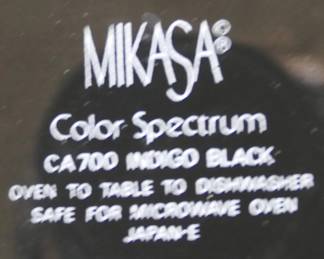 MIKASA®
Color Spectrum
CA700 INDIGO BLACK
OVEN TO TABLE TO DISHWASHER
SAFE FOR MICROWAVE OVEN
JAPAN-E